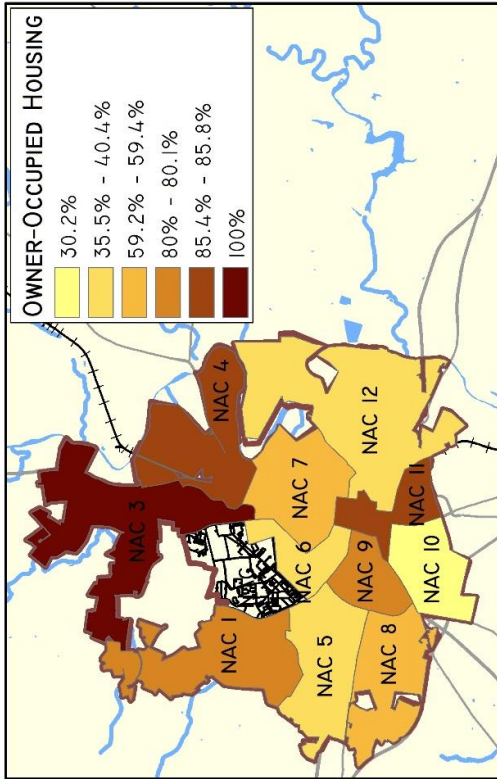 OWNER-OCCUPIED HOUSING
30.2%
35.5% - 40.4%
59.2% - 59.4%
80% - 80.1%
85.4% - 85.8%
100%
NAC 3
NAC 4
NAC 1
NAC 7
NAC 6
NAC 12
NAC 5
NAC 9
NAC 11
NAC 8
NAC 10